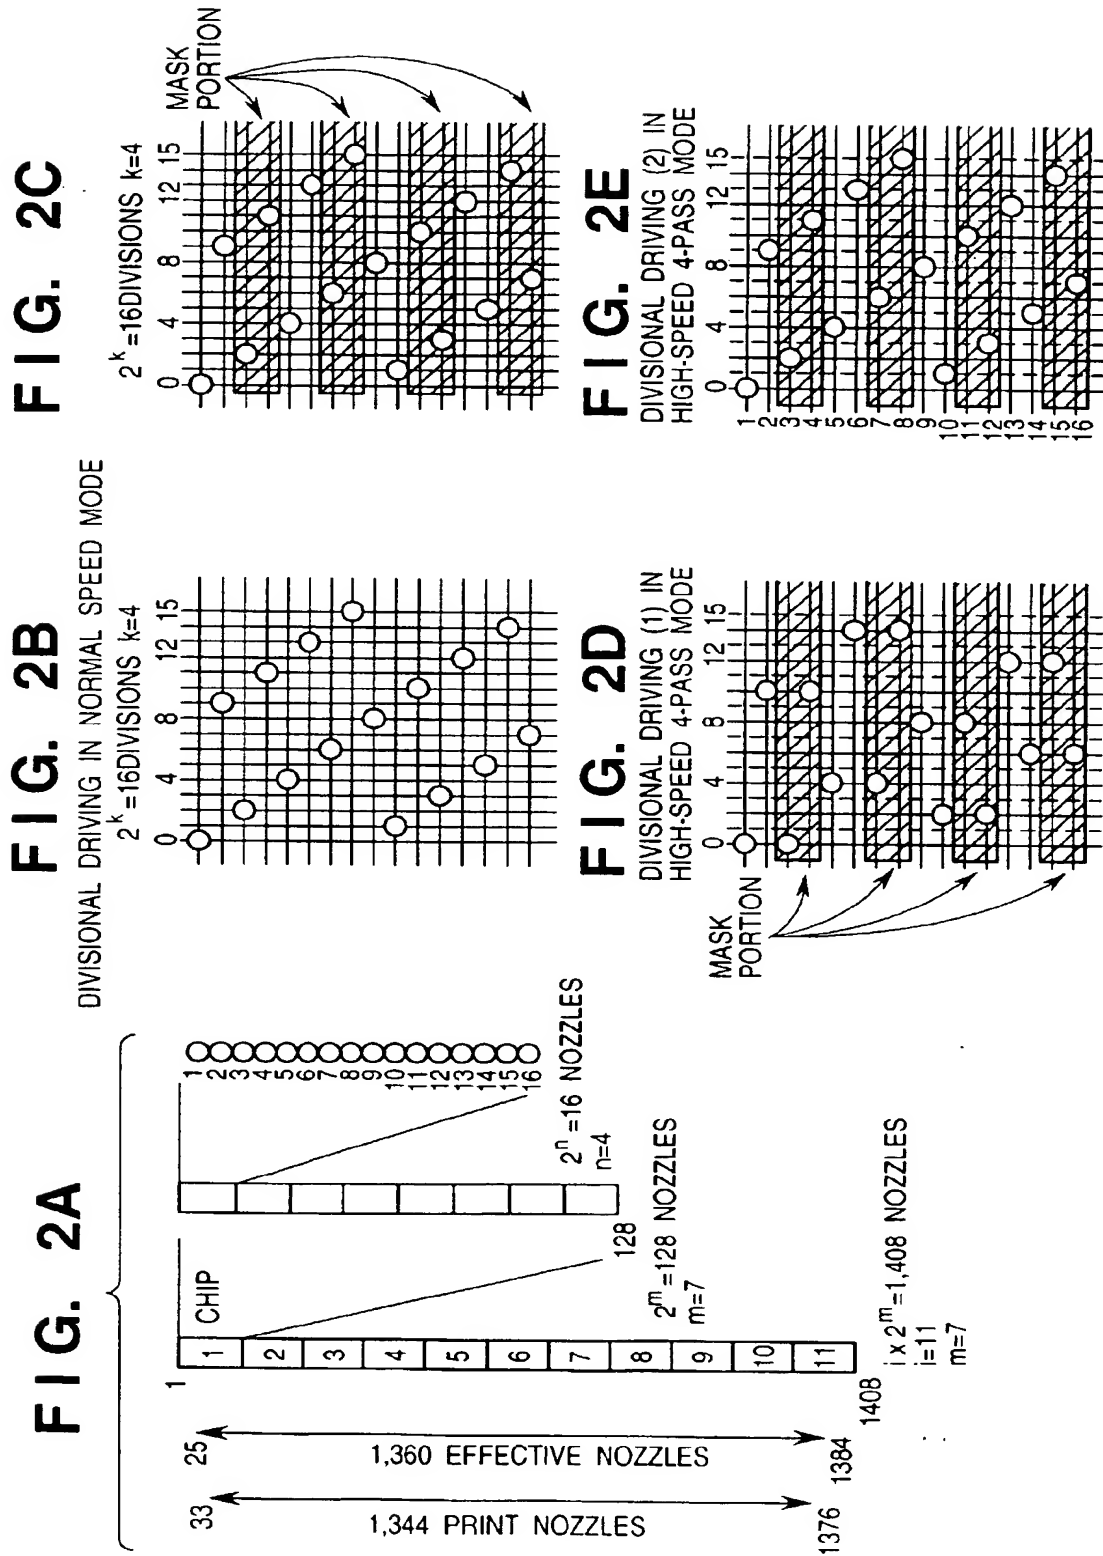 FIG. 2A
1
CHIP
1
2
3
4
5
6
7
8
9
10
11
25
33
1,360 EFFECTIVE NOZZLES
1,344 PRINT NOZZLES
1384
1376
1408
i x 2^m =1,408 NOZZLES
i=11
m=7
128
2^m =128 NOZZLES
m=7
1
2
3
4
5
6
7
8
9
10
11
12
13
14
15
16
2^n =16 NOZZLES
n=4
FIG. 2B
DIVISIONAL DRIVING IN NORMAL SPEED MODE
2^k =16DIVISIONS k=4
0 4 8 12 15
FIG. 2C
2^k =16DIVISIONS k=4
0 4 8 12 15
MASK
PORTION
FIG. 2D
DIVISIONAL DRIVING (1) IN
HIGH-SPEED 4-PASS MODE
0 4 8 12 15
MASK
PORTION
FIG. 2E
DIVISIONAL DRIVING (2) IN
HIGH-SPEED 4-PASS MODE
0 4 8 12 15
1
2
3
4
5
6
7
8
9
10
11
12
13
14
15
16